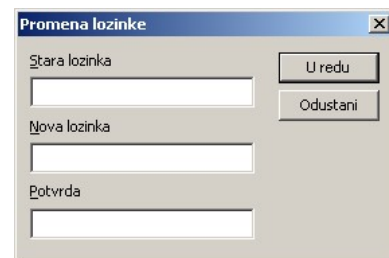 Promena lozinke
Stara lozinka
U redu
Odustani
Nova lozinka
Potvrda